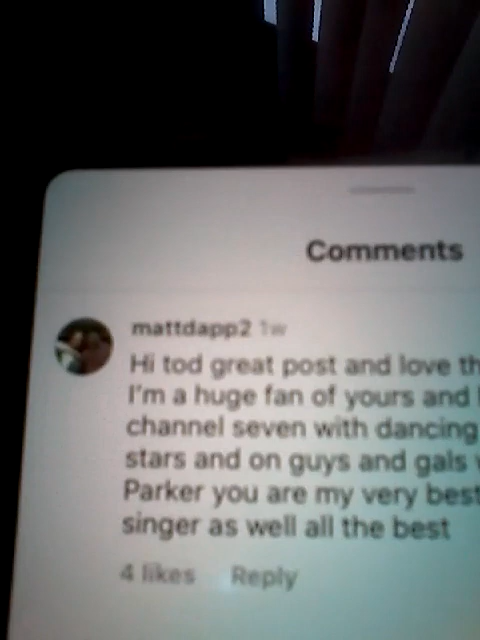 Comments
mattdapp2 1w
Hi tod great post and love
I'm a huge fan of yours and
channel seven with dancing
stars and on guys and gals
Parker you are my very best
singer as well all the best
4 likes Reply